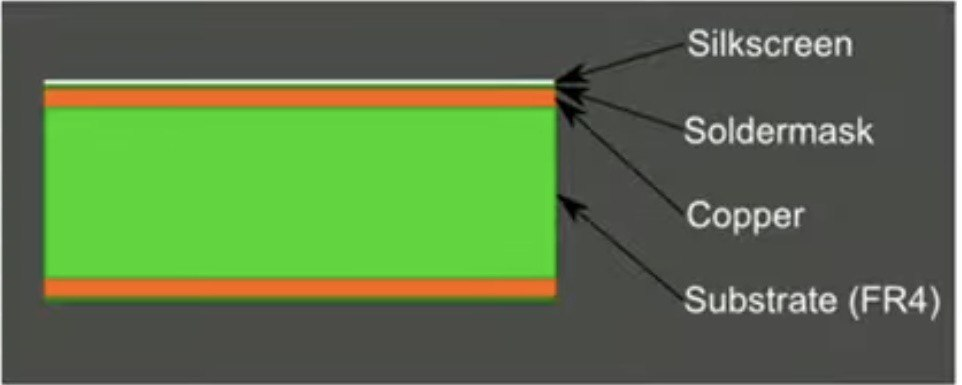 Silkscreen
Soldermask
Copper
Substrate (FR4)